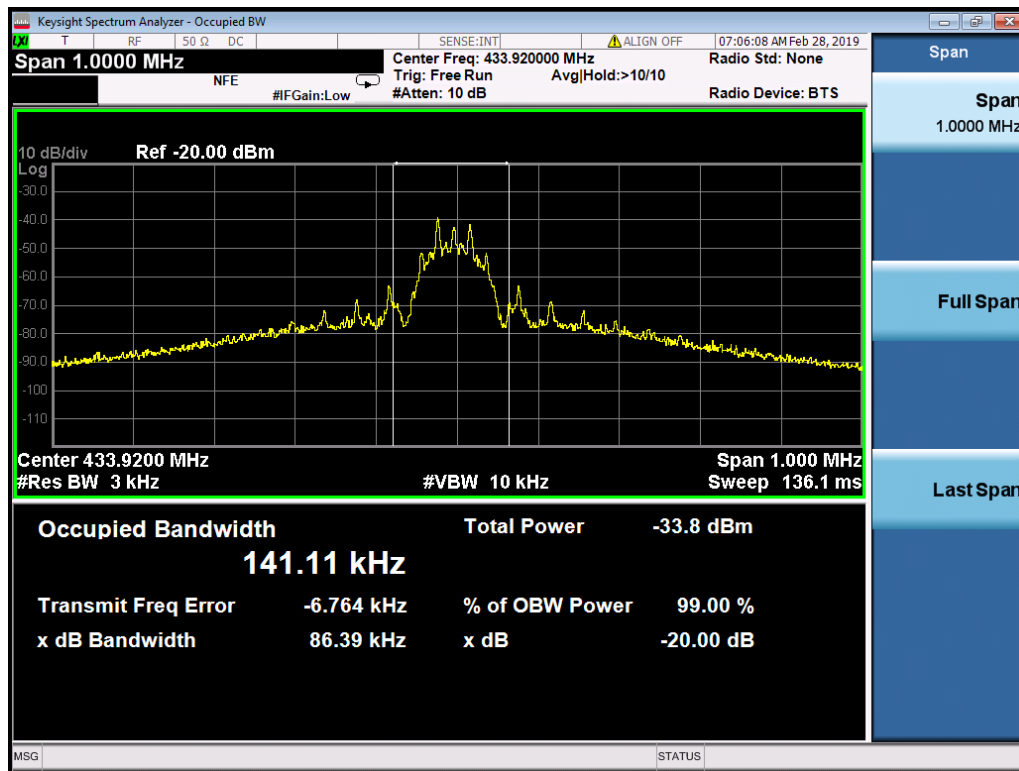 Keysight Spectrum Analyzer - Occupied BW
LXI T RF 50 Ω DC SENSE:INT ALIGN OFF 07:06:08 AM Feb 28, 2019
Span 1.0000 MHz
NFE
#IFGain:Low
Center Freq: 433.920000 MHz
Trig: Free Run Avg|Hold:>10/10
#Atten: 10 dB
Radio Std: None
Radio Device: BTS
10 dB/div Ref -20.00 dBm
Log
-30.0
-40.0
-50.0
-60.0
-70.0
-80.0
-90.0
-100
-110
Center 433.9200 MHz Span 1.000 MHz
#Res BW 3 kHz #VBW 10 kHz Sweep 136.1 ms
Occupied Bandwidth Total Power -33.8 dBm
141.11 kHz
Transmit Freq Error -6.764 kHz % of OBW Power 99.00 %
x dB Bandwidth 86.39 kHz x dB -20.00 dB
MSG STATUS
Span
Span
1.0000 MHz
Full Span
Last Span